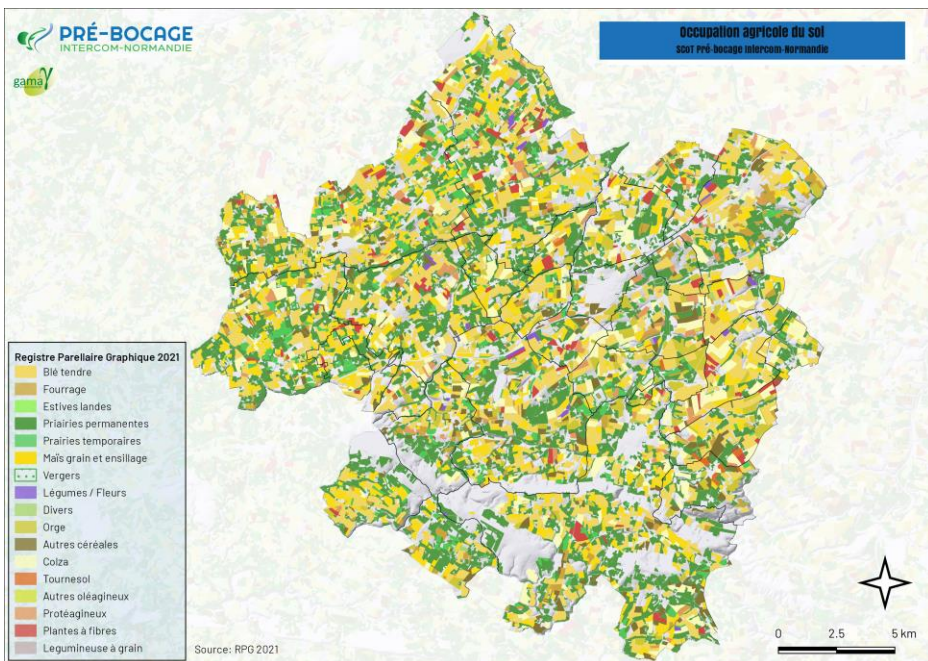 PRÉ-BOCAGE
INTERCOM-NORMANDIE
gama
Occupation agricole du sol
SCoT Pré-bocage Intercom-Normandie
Registre Parellaire Graphique 2021
Blé tendre
Fourrage
Estives landes
Priairies permanentes
Prairies temporaires
Maïs grain et ensillage
Vergers
Légumes / Fleurs
Divers
Orge
Autres céréales
Colza
Tournesol
Autres oléagineux
Protéagineux
Plantes à fibres
Legumineuse à grain
Source: RPG 2021
0 2.5 5 km